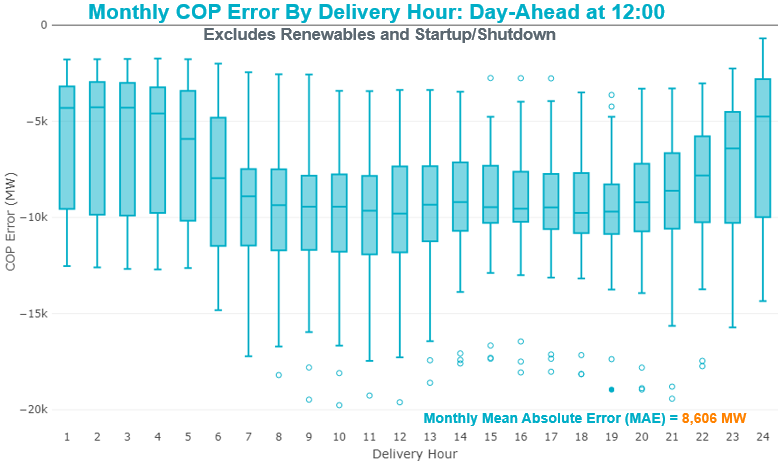 Monthly COP Error By Delivery Hour: Day-Ahead at 12:00
Excludes Renewables and Startup/Shutdown
0
−5k
−10k
−15k
−20k
COP Error (MW)
Monthly Mean Absolute Error (MAE) = 8,606 MW
1 2 3 4 5 6 7 8 9 10 11 12 13 14 15 16 17 18 19 20 21 22 23 24
Delivery Hour